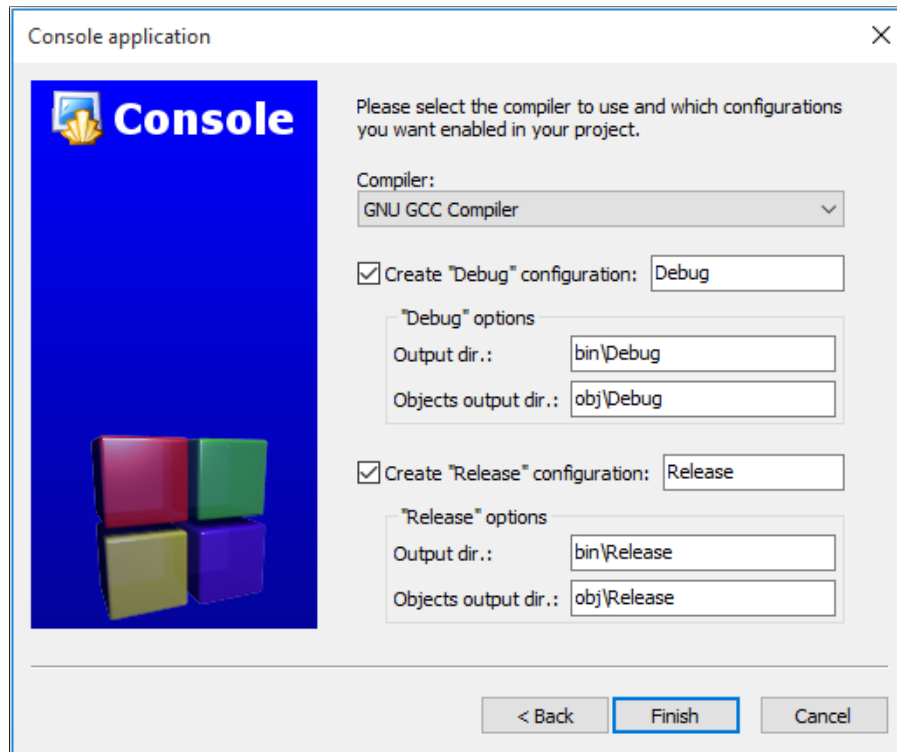 Console application
Console
Please select the compiler to use and which configurations
you want enabled in your project.
Compiler:
GNU GCC Compiler
Create "Debug" configuration: Debug
"Debug" options
Output dir.: bin\Debug
Objects output dir.: obj\Debug
Create "Release" configuration: Release
"Release" options
Output dir.: bin\Release
Objects output dir.: obj\Release
< Back Finish Cancel